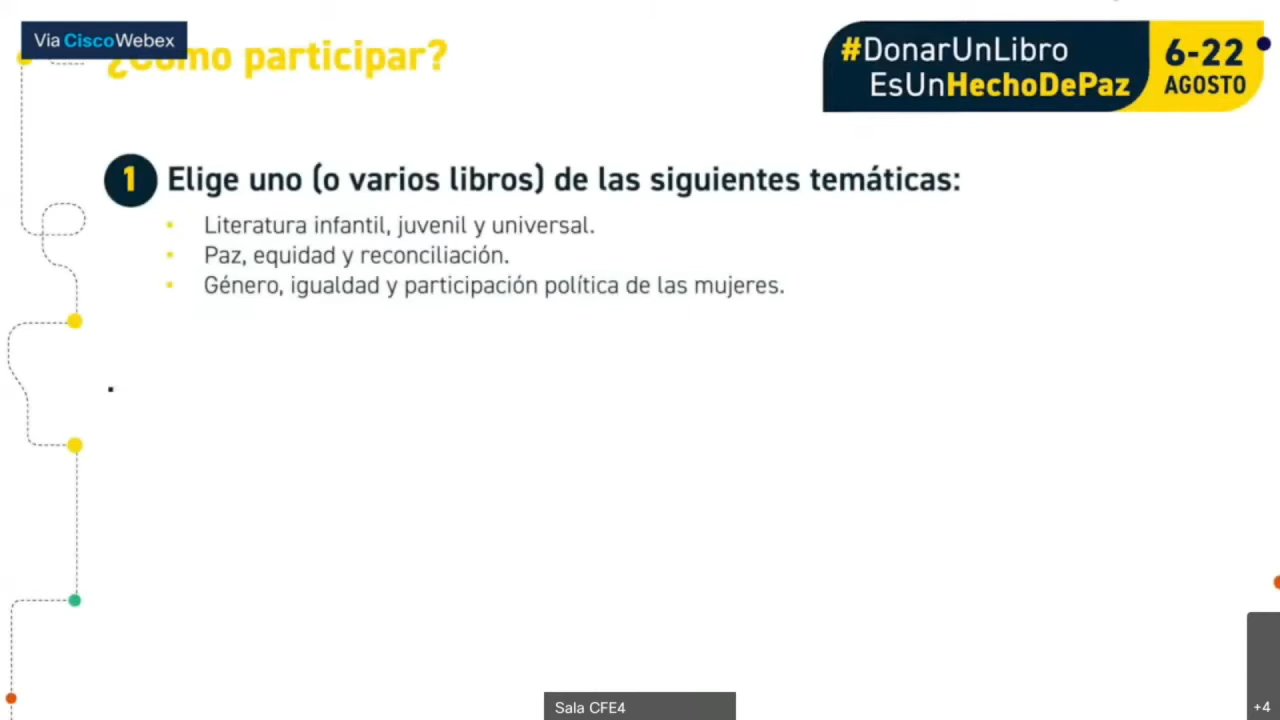 Vía CiscoWebex
¿Cómo participar?
#DonarUnLibro
EsUnHechoDePaz
6-22
AGOSTO
1 Elige uno (o varios libros) de las siguientes temáticas:
Literatura infantil, juvenil y universal.
Paz, equidad y reconciliación.
Género, igualdad y participación política de las mujeres.
Sala CFE4
+4